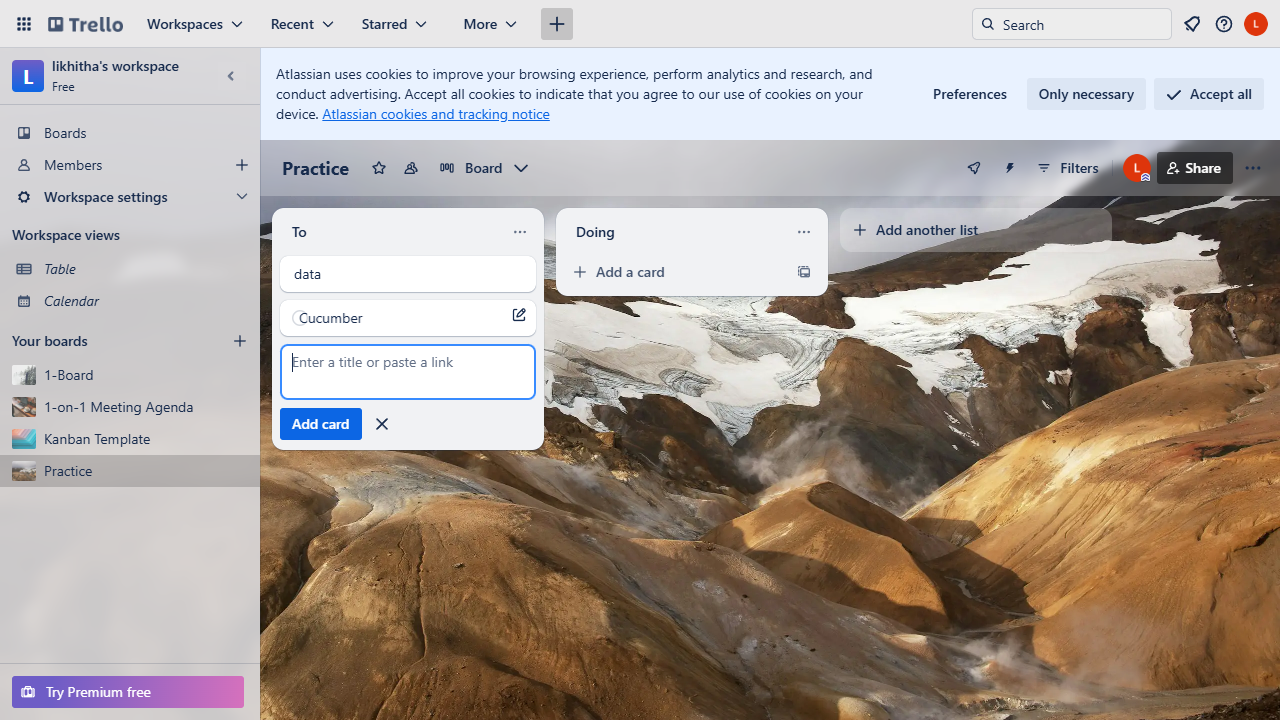 Trello
Workspaces
Recent
Starred
More
Search
L
L
likhitha's workspace
Free
Boards
Members
Workspace settings
Workspace views
Table
Calendar
Your boards
1-Board
1-on-1 Meeting Agenda
Kanban Template
Practice
Try Premium free
Atlassian uses cookies to improve your browsing experience, perform analytics and research, and
conduct advertising. Accept all cookies to indicate that you agree to our use of cookies on your
device. Atlassian cookies and tracking notice
Preferences
Only necessary
Accept all
Practice
Board
Filters
L
Share
To
data
Cucumber
Enter a title or paste a link
Add card
Doing
Add a card
Add another list